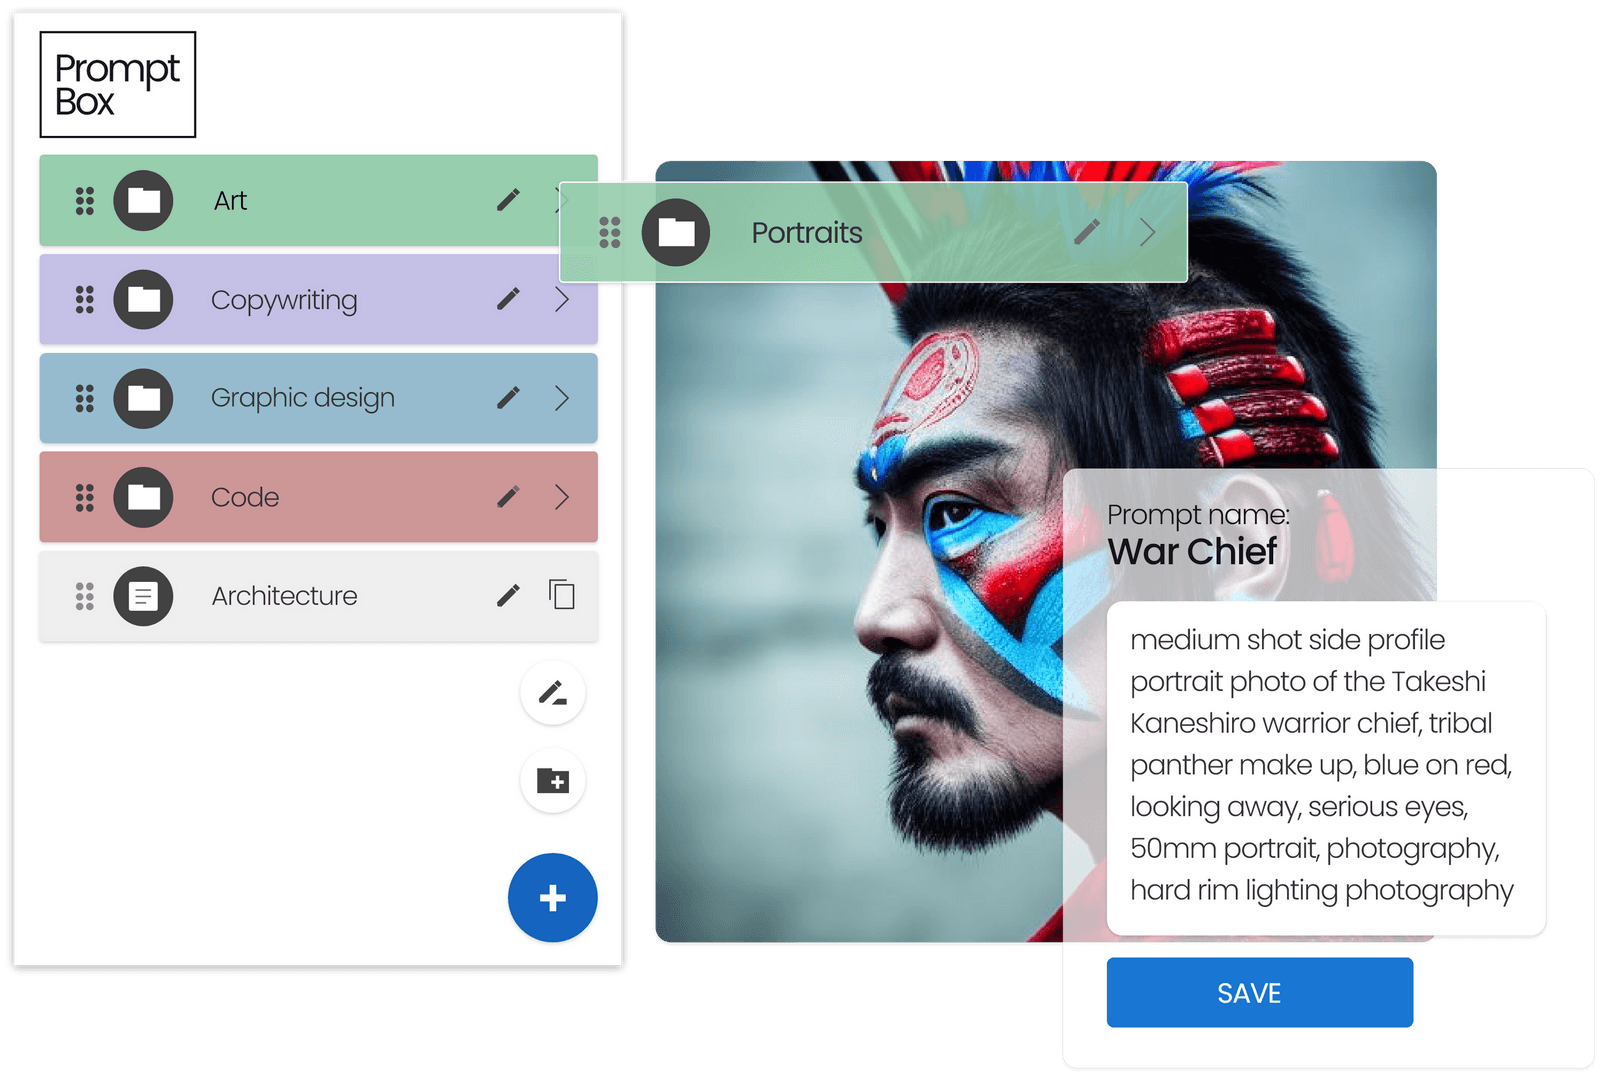 Prompt
Box
Art
Copywriting
Graphic design
Code
Architecture
Portraits
Prompt name:
War Chief
medium shot side profile
portrait photo of the Takeshi
Kaneshiro warrior chief, tribal
panther make up, blue on red,
looking away, serious eyes,
50mm portrait, photography,
hard rim lighting photography
SAVE